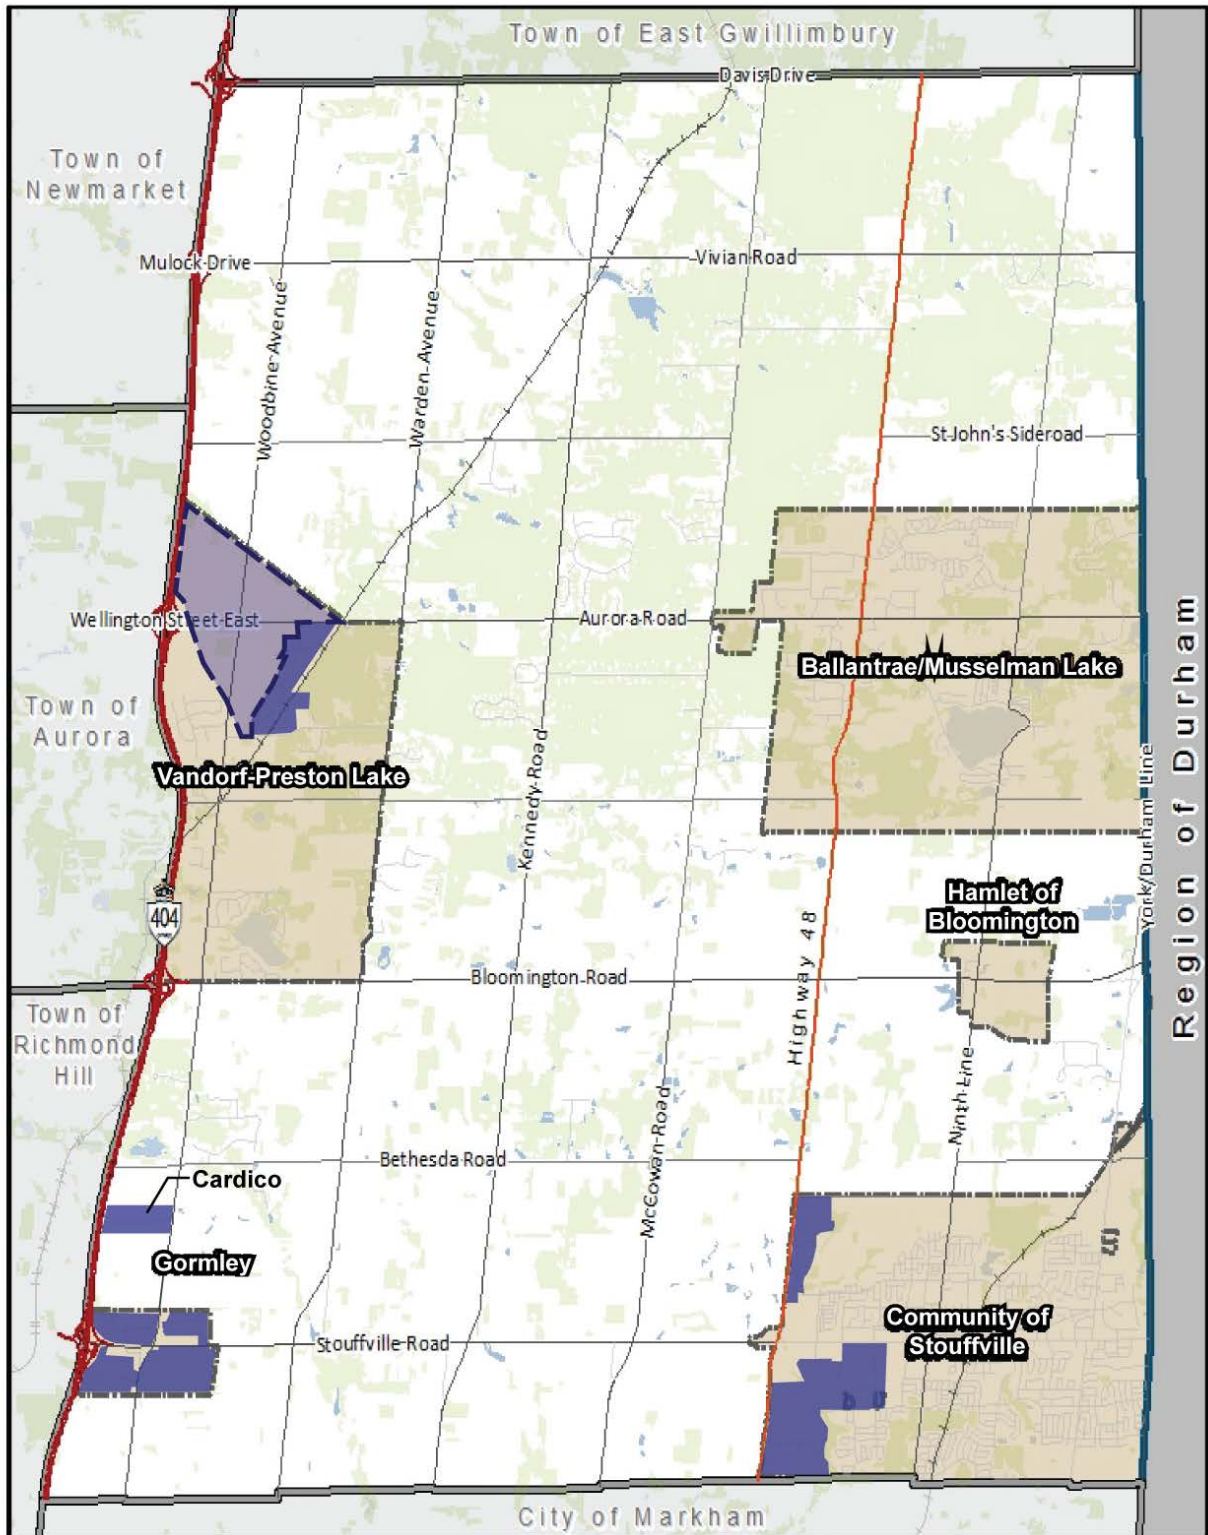 Town of East Gwillimbury
Davis Drive
Town of
Newmarket
Mulock Drive
Vivian Road
Woodbine Avenue
Warden Avenue
St John's Sideroad
Wellington Street East
Aurora Road
Ballantrae/Musselman Lake
Town of
Aurora
Vandorf-Preston Lake
Kennedy Road
York/Durham Line
Region of Durham
404
Hamlet of
Bloomington
Highway 48
Bloomington Road
Town of
Richmond
Hill
Ninth Line
McCowan Road
Bethesda Road
Cardico
Gormley
Community of
Stouffville
Stouffville Road
City of Markham